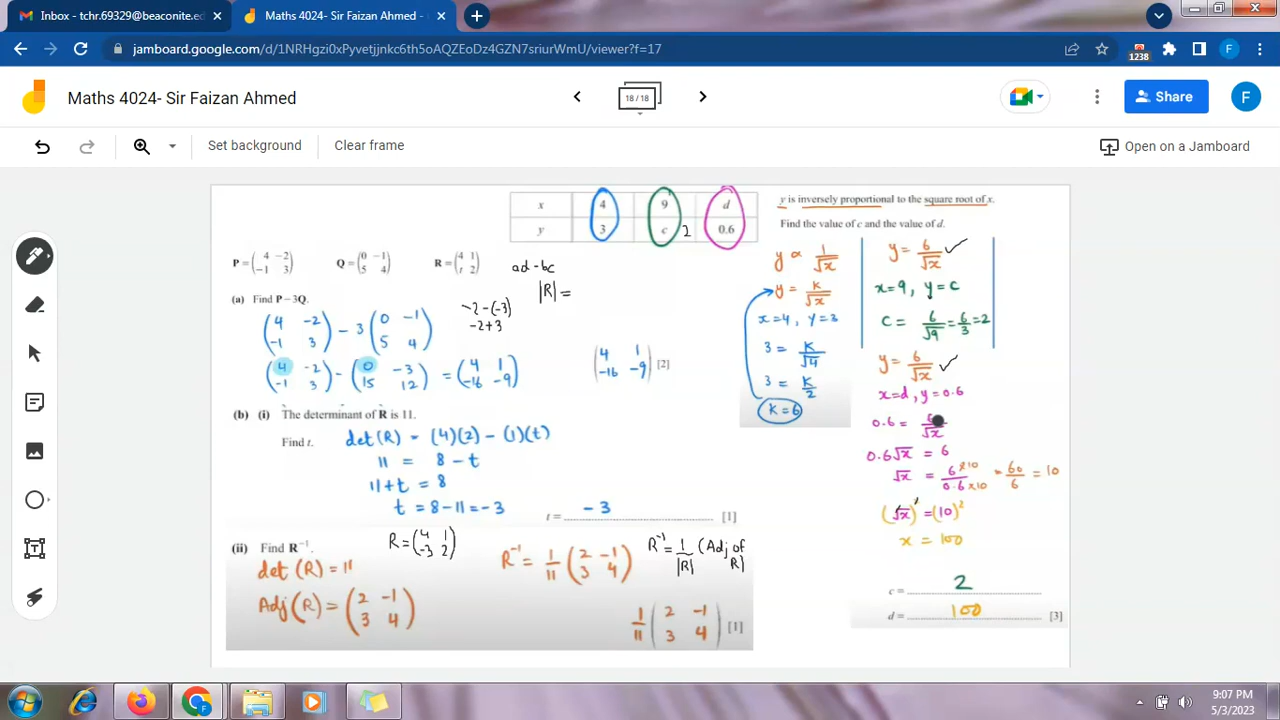 Inbox - tchr.69329@beaconite.ed
Maths 4024- Sir Faizan Ahmed -
jamboard.google.com/d/1NRHgzi0xPyvetjjnkc6th5oAQZEoDz4GZN7sriurWmU/viewer?f=17
1238
F
Maths 4024- Sir Faizan Ahmed
18 / 18
Share
F
Set background
Clear frame
Open on a Jamboard
x 4 9 d
y 3 c 2 0.6
P = (4 -2 / -1 3) Q = (0 -1 / 5 4) R = (4 1 / t 2)
ad - bc
|R| =
(a) Find P – 3Q.
(4 -2 / -1 3) - 3 (0 -1 / 5 4)
-2 - (-3)
-2 + 3
(4 -2 / -1 3) - (0 -3 / 15 12) = (4 1 / -16 -9)
(4 1 / -16 -9) [2]
(b) (i) The determinant of R is 11.
Find t.
det (R) = (4)(2) - (1)(t)
11 = 8 - t
11 + t = 8
t = 8 - 11 = -3
t = -3 [1]
(ii) Find R⁻¹.
R = (4 1 / -3 2)
det (R) = 11
Adj (R) = (2 -1 / 3 4)
R⁻¹ = 1/11 (2 -1 / 3 4)
R⁻¹ = 1/|R| (Adj of R)
1/11 (2 -1 / 3 4) [1]
y is inversely proportional to the square root of x.
Find the value of c and the value of d.
y ∝ 1/√x
y = K/√x
x=4, y=3
3 = K/√4
3 = K/2
K = 6
y = 6/√x
x=9, y=c
c = 6/√9 = 6/3 = 2
y = 6/√x
x=d, y=0.6
0.6 = 6/√x
0.6√x = 6
√x = 6 ×10/0.6 ×10 = 60/6 = 10
(√x)² = (10)²
x = 100
c = 2
d = 100 [3]
9:07 PM
5/3/2023